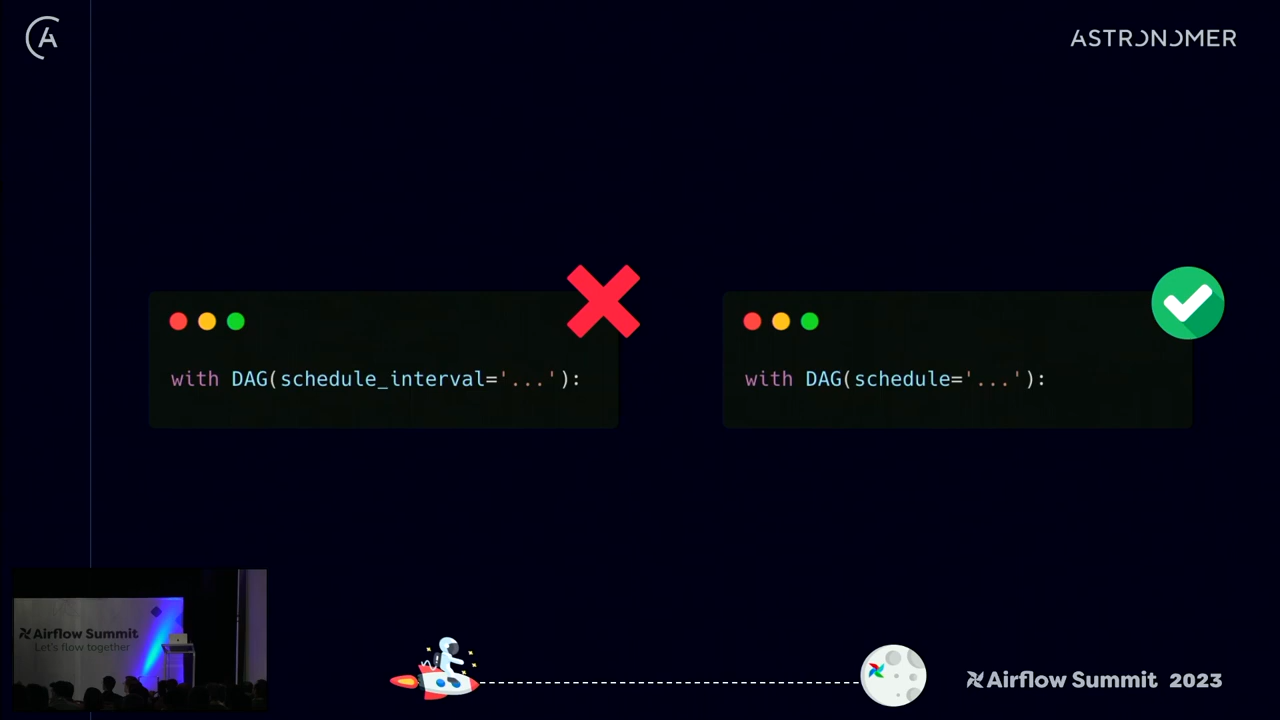 ASTRONOMER
with DAG(schedule_interval='...'):
with DAG(schedule='...'):
Airflow Summit
Let's flow together
Airflow Summit 2023